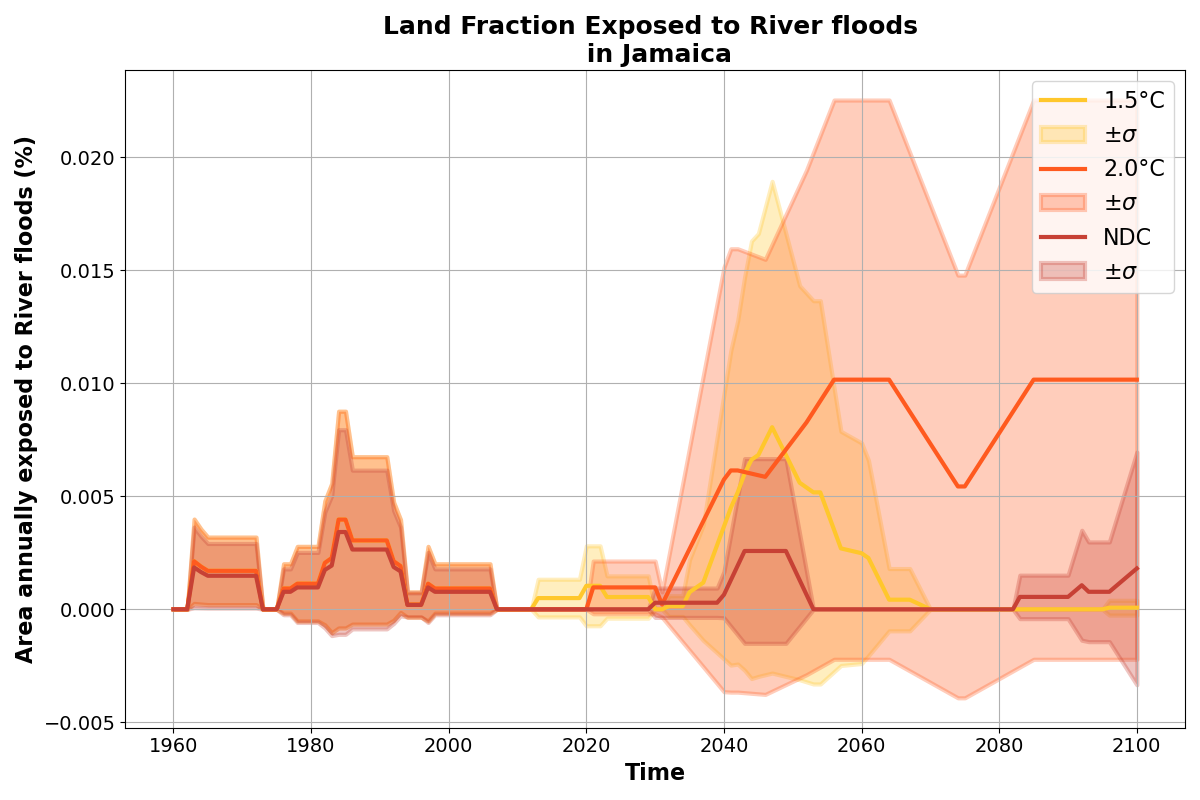 Land Fraction Exposed to River floods
in Jamaica
Area annually exposed to River floods (%)
0.020
0.015
0.010
0.005
0.000
−0.005
1960 1980 2000 2020 2040 2060 2080 2100
Time
1.5°C
±σ
2.0°C
±σ
NDC
±σ